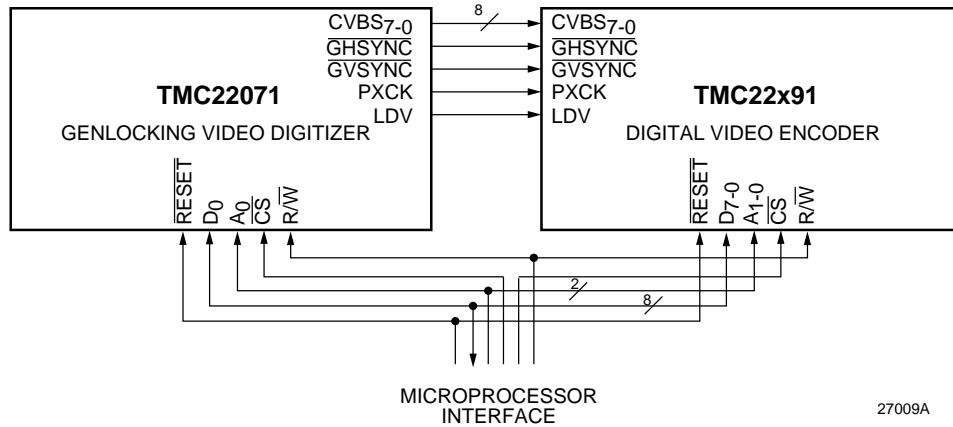 CVBS7-0 8 CVBS7-0
GHSYNC GHSYNC
GVSYNC GVSYNC
TMC22071 PXCK PXCK TMC22x91
LDV LDV
GENLOCKING VIDEO DIGITIZER DIGITAL VIDEO ENCODER
RESET D0 A0 CS R/W RESET D7-0 A1-0 CS R/W
2
8
MICROPROCESSOR
INTERFACE
27009A